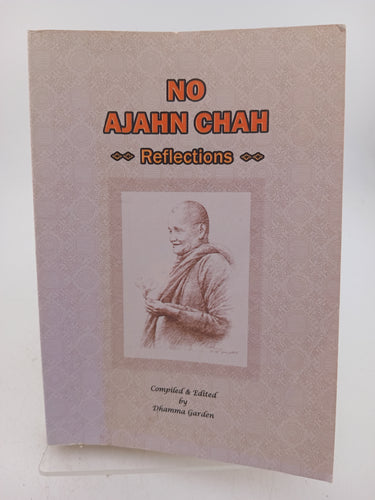 NO
AJAHN CHAH
Reflections
Compiled & Edited
by
Dhamma Garden